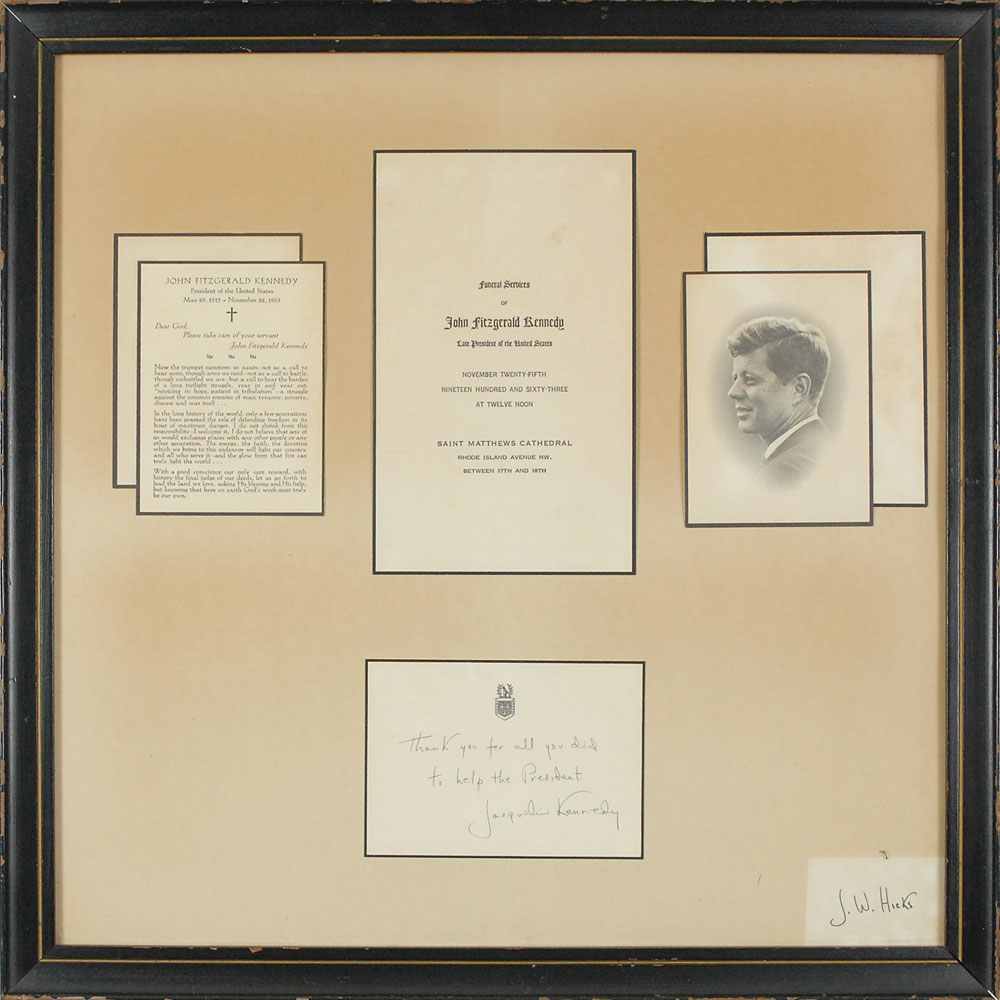 JOHN FITZGERALD KENNEDY
President of the United States
May 29, 1917 – November 22, 1963
Dear God,
Please take care of your servant
John Fitzgerald Kennedy
Now the trumpet summons us again—not as a call to
bear arms, though arms we need—not as a call to battle,
though embattled we are—but a call to bear the burden
of a long twilight struggle, year in and year out,
"rejoicing in hope, patient in tribulation"—a struggle
against the common enemies of man: tyranny, poverty,
disease and war itself . . .
In the long history of the world, only a few generations
have been granted the role of defending freedom in its
hour of maximum danger. I do not shrink from this
responsibility—I welcome it. I do not believe that any of
us would exchange places with any other people or any
other generation. The energy, the faith, the devotion
which we bring to this endeavor will light our country
and all who serve it—and the glow from that fire can
truly light the world . . .
With a good conscience our only sure reward, with
history the final judge of our deeds, let us go forth to
lead the land we love, asking His blessing and His help,
but knowing that here on earth God's work must truly
be our own.
Funeral Services
OF
John Fitzgerald Kennedy
Late President of the United States
NOVEMBER TWENTY-FIFTH
NINETEEN HUNDRED AND SIXTY-THREE
AT TWELVE NOON
SAINT MATTHEWS CATHEDRAL
RHODE ISLAND AVENUE NW.
BETWEEN 17TH AND 18TH
Thank you for all you did
to help the President
Jacqueline Kennedy
J. W. Hicks